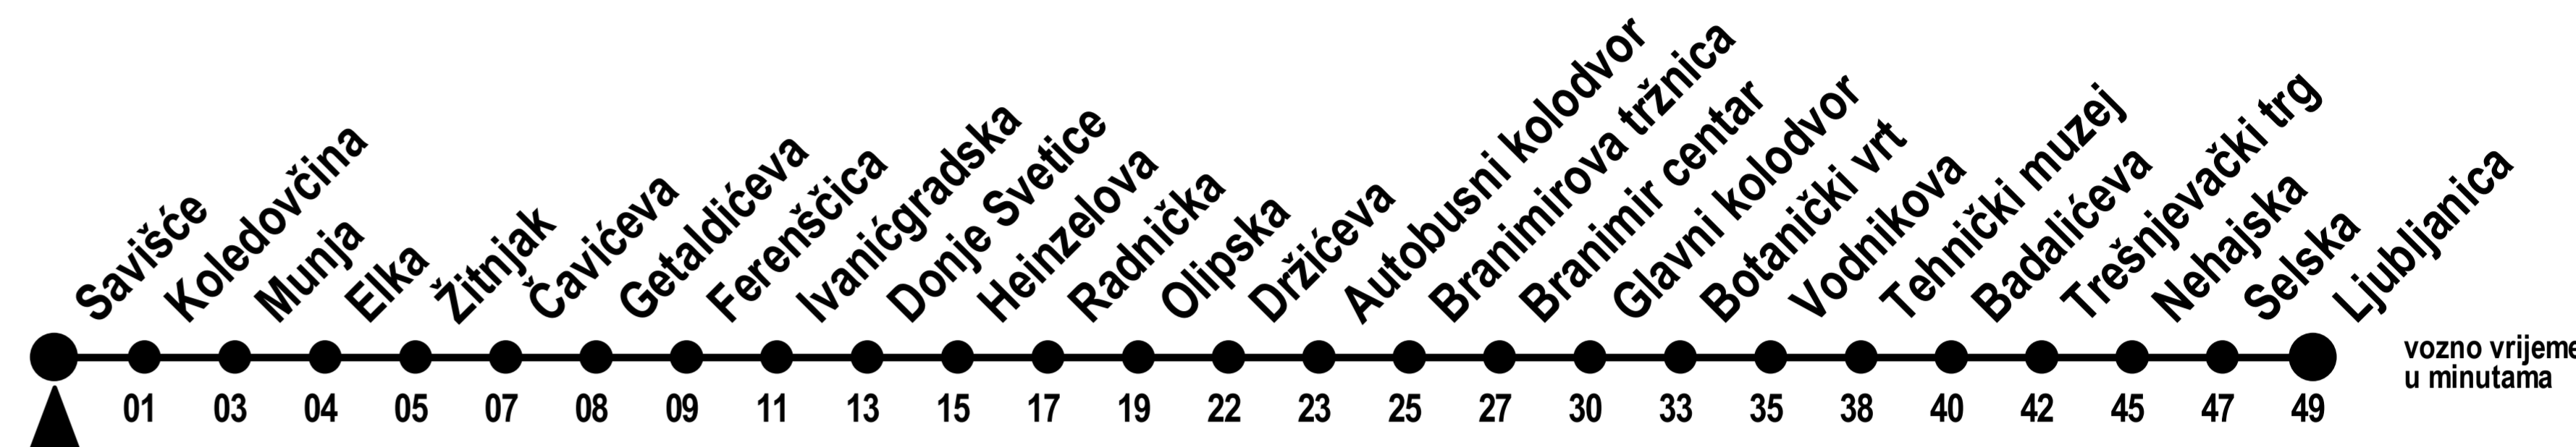 Savišće
Koledovčina
Munja
Elka
Žitnjak
Čavićeva
Getaldićeva
Ferenščica
Ivanićgradska
Donje Svetice
Heinzelova
Radnička
Olipska
Držićeva
Autobusni kolodvor
Branimirova tržnica
Branimir centar
Glavni kolodvor
Botanički vrt
Vodnikova
Tehnički muzej
Badalićeva
Trešnjevački trg
Nehajska
Selska
Ljubljanica
01 03 04 05 07 08 09 11 13 15 17 19 22 23 25 27 30 33 35 38 40 42 45 47 49
vozno vrijeme
u minutama